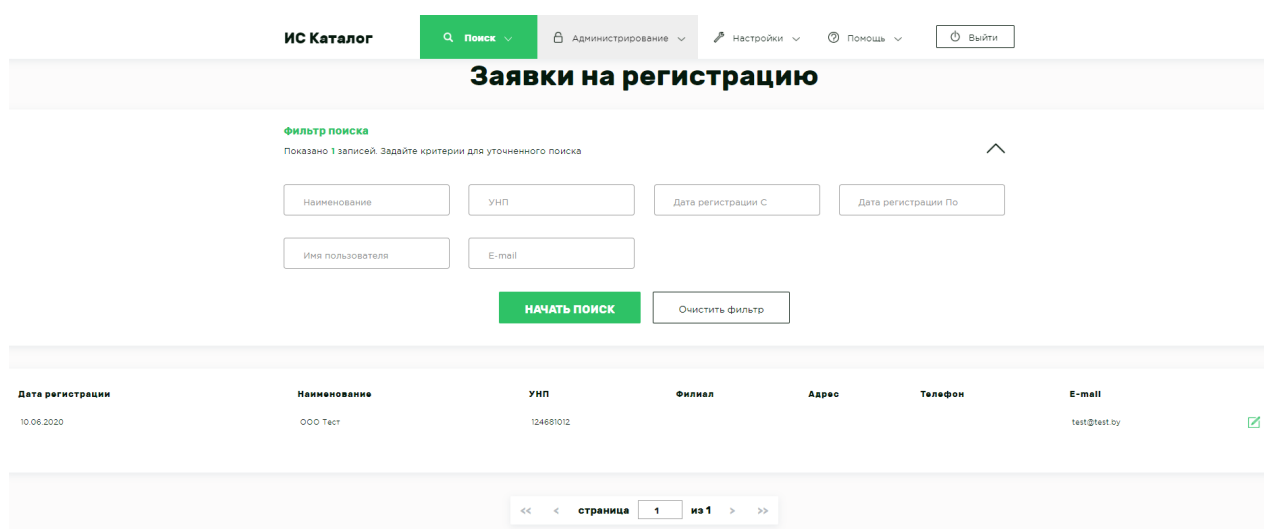 ИС Каталог Поиск Администрирование Настройки Помощь Выйти
Заявки на регистрацию
Фильтр поиска
Показано 1 записей. Задайте критерии для уточненного поиска
Наименование УНП Дата регистрации С Дата регистрации По
Имя пользователя E-mail
НАЧАТЬ ПОИСК Очистить фильтр
Дата регистрации Наименование УНП Филиал Адрес Телефон E-mail
10.06.2020 ООО Тест 124681012 test@test.by
<< < страница 1 из 1 > >>